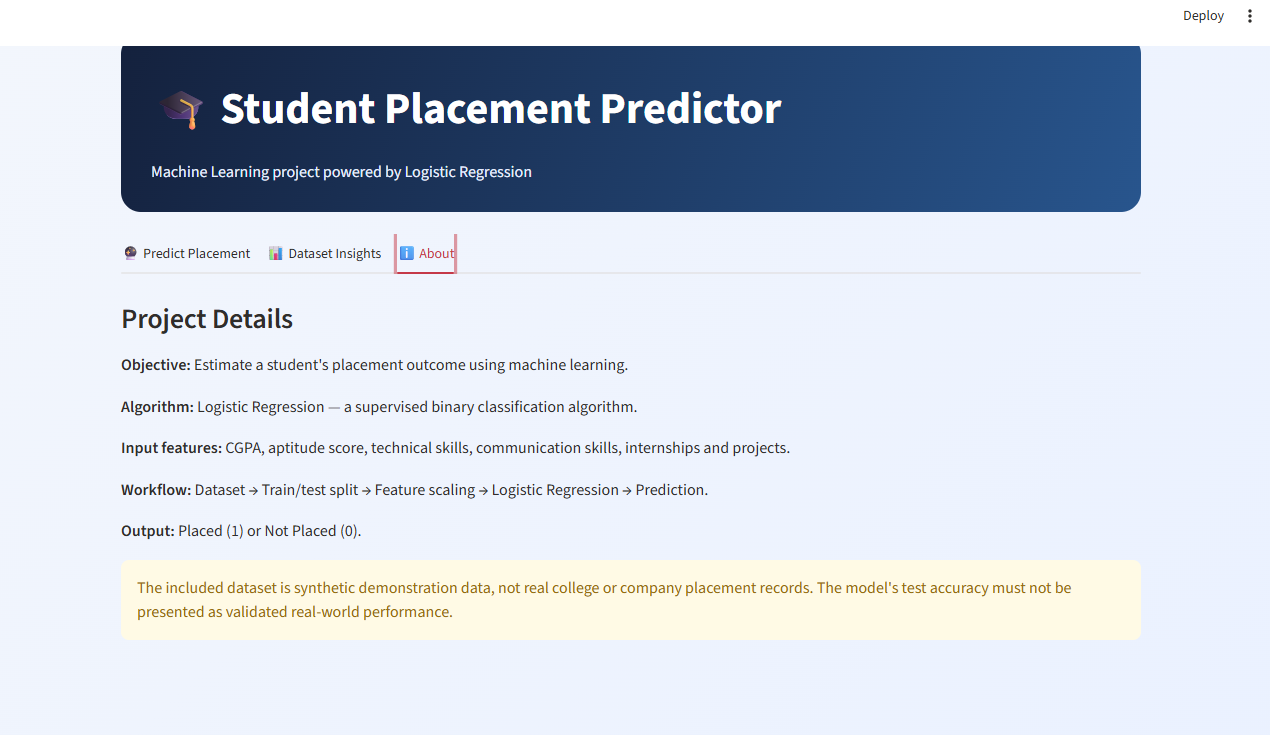 Deploy
Student Placement Predictor
Machine Learning project powered by Logistic Regression
Predict Placement Dataset Insights About
Project Details
Objective: Estimate a student's placement outcome using machine learning.
Algorithm: Logistic Regression — a supervised binary classification algorithm.
Input features: CGPA, aptitude score, technical skills, communication skills, internships and projects.
Workflow: Dataset → Train/test split → Feature scaling → Logistic Regression → Prediction.
Output: Placed (1) or Not Placed (0).
The included dataset is synthetic demonstration data, not real college or company placement records. The model's test accuracy must not be
presented as validated real-world performance.